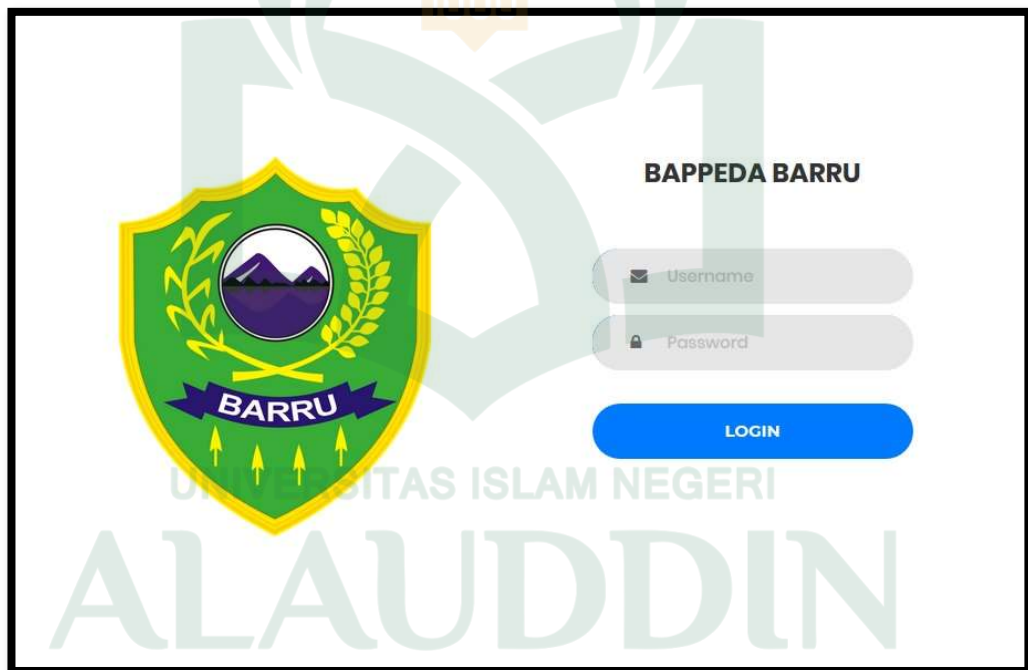 BAPPEDA BARRU
Username
Password
LOGIN
BARRU
UNIVERSITAS ISLAM NEGERI
ALAUDDIN